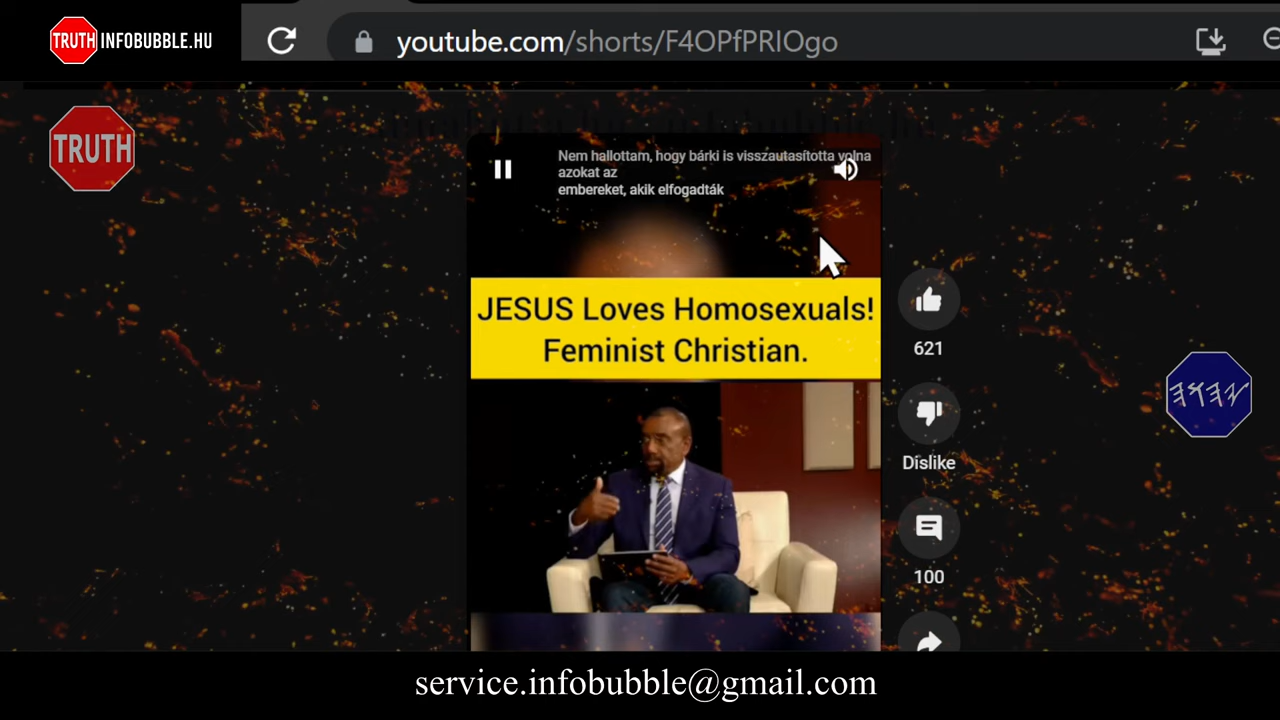 TRUTH INFOBUBBLE.HU
youtube.com/shorts/F4OPfPRIOgo
TRUTH
Nem hallottam, hogy bárki is visszautasította volna
azokat az
embereket, akik elfogadták
JESUS Loves Homosexuals!
Feminist Christian.
621
Dislike
100
𐤉𐤄𐤅𐤄
service.infobubble@gmail.com